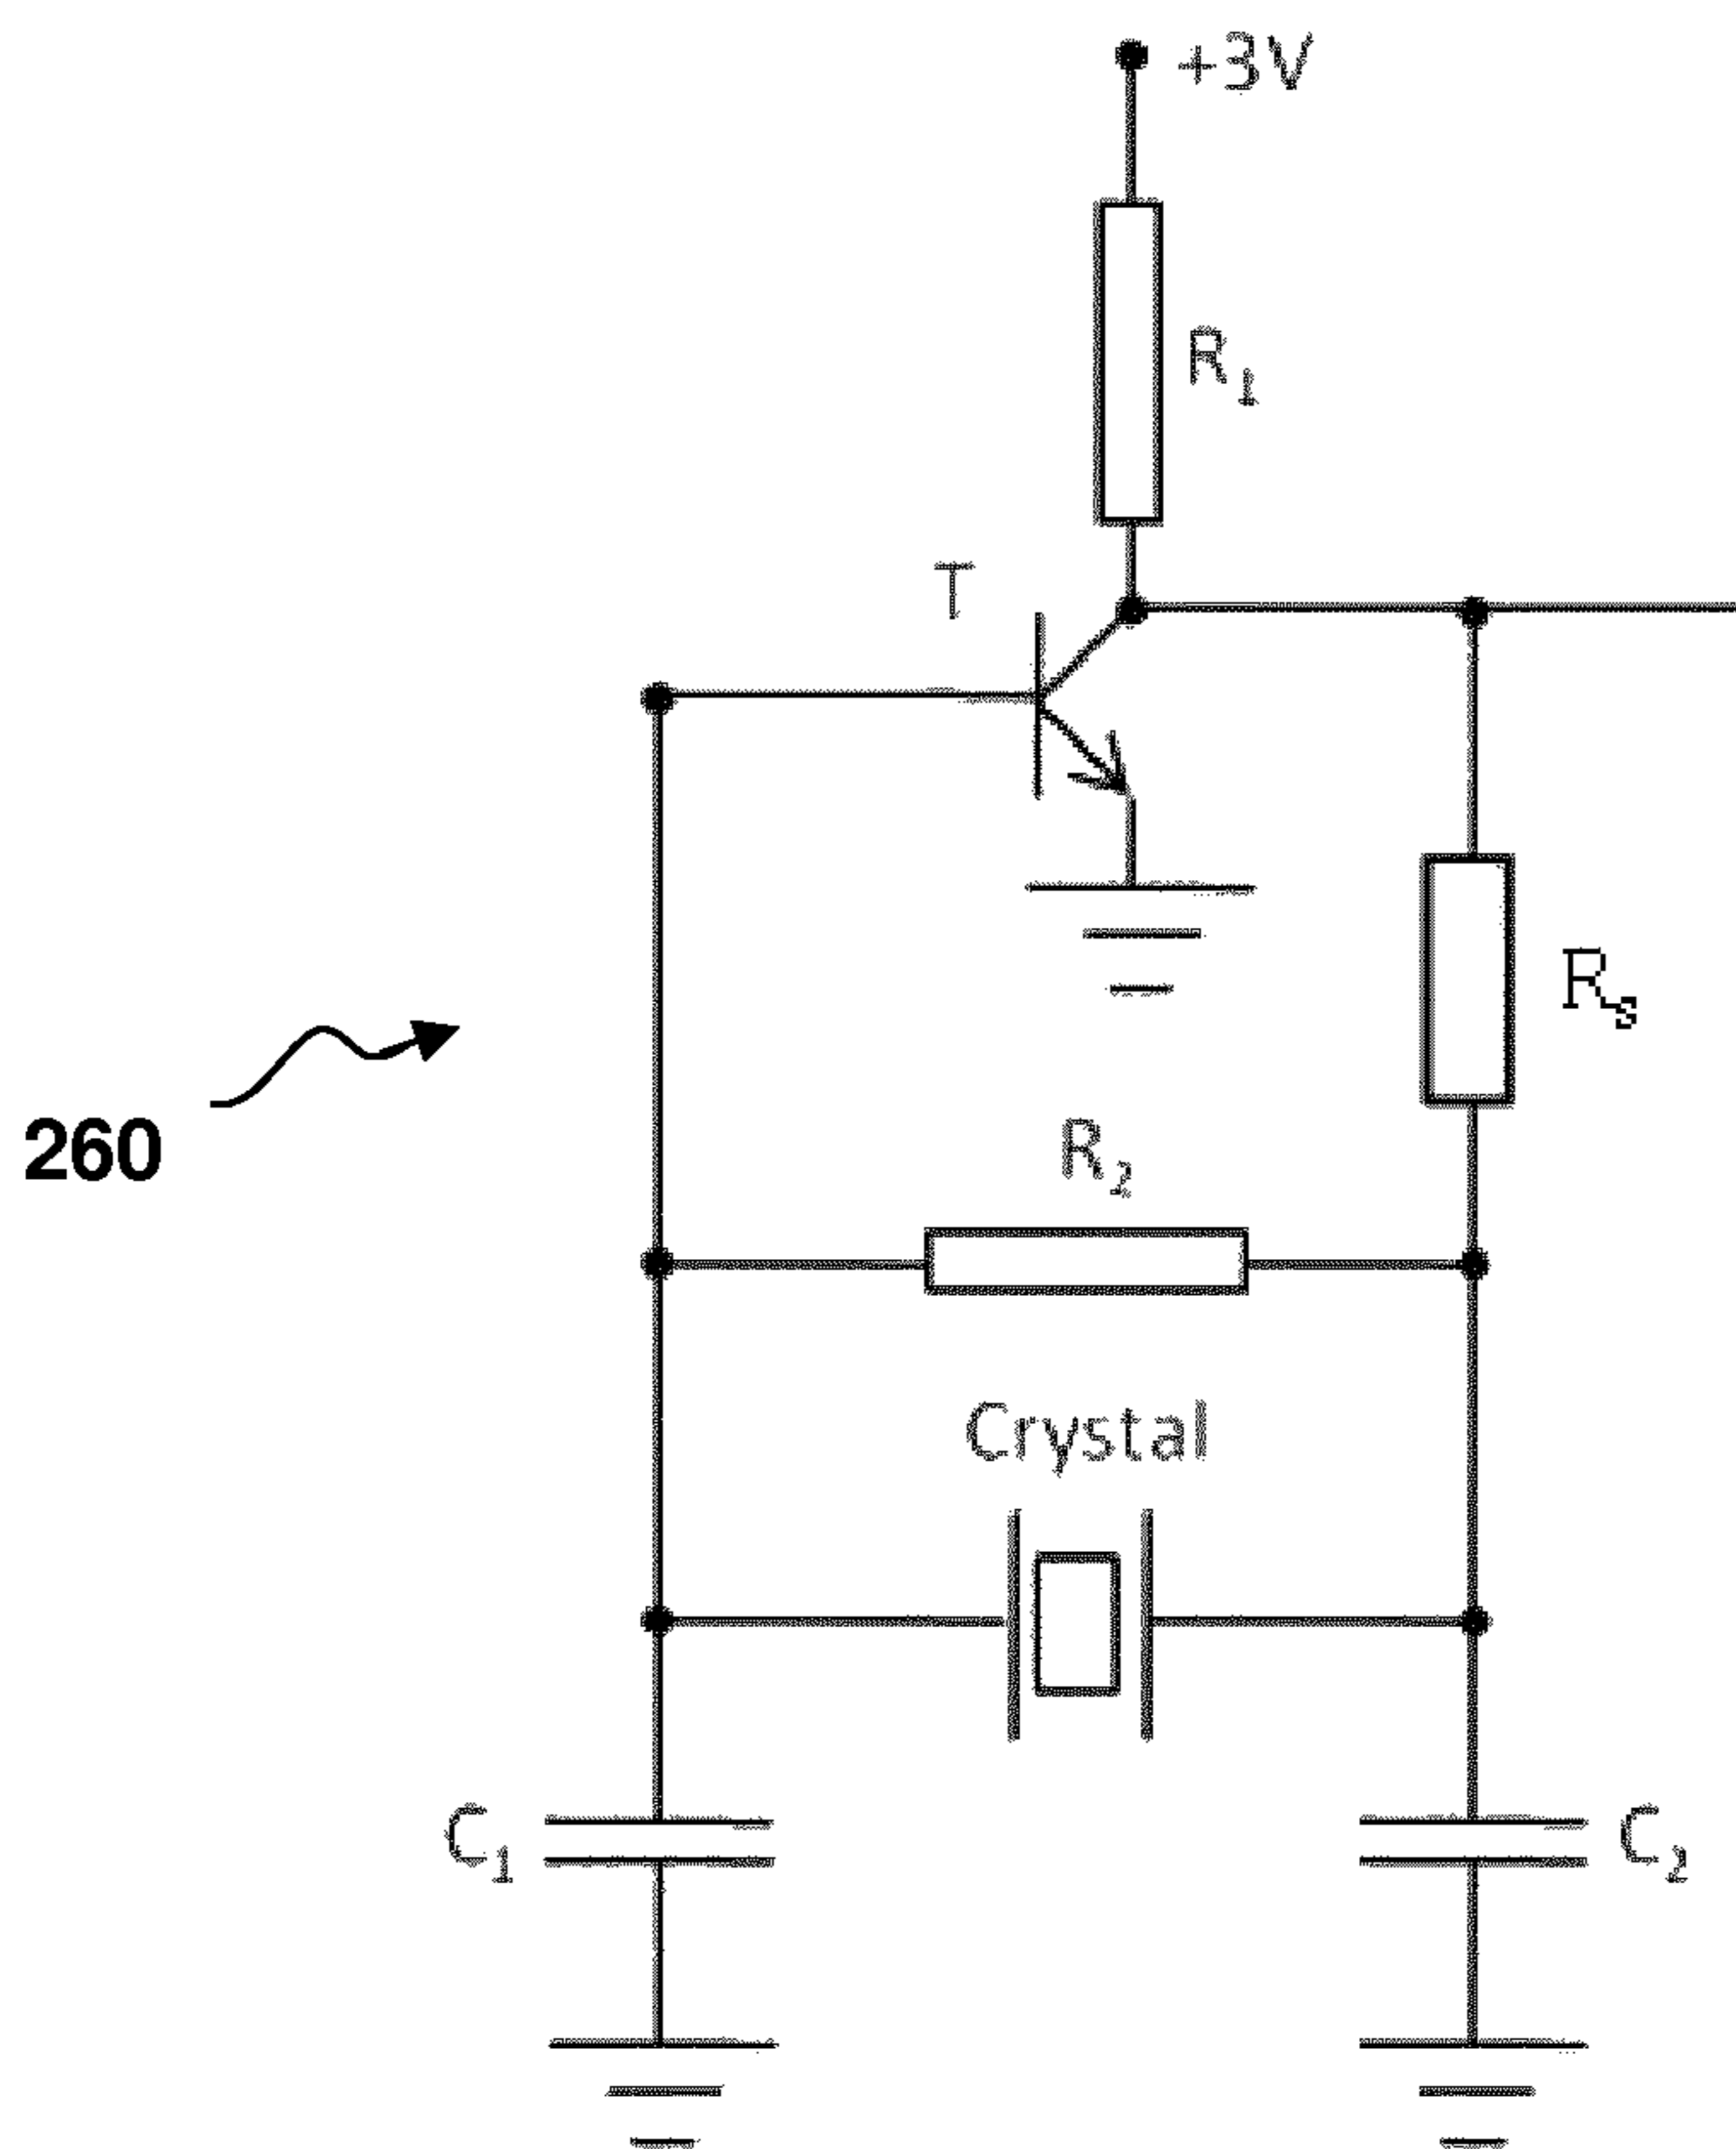 +3V
R₁
T
Rₛ
260
R₂
Crystal
C₁
C₂